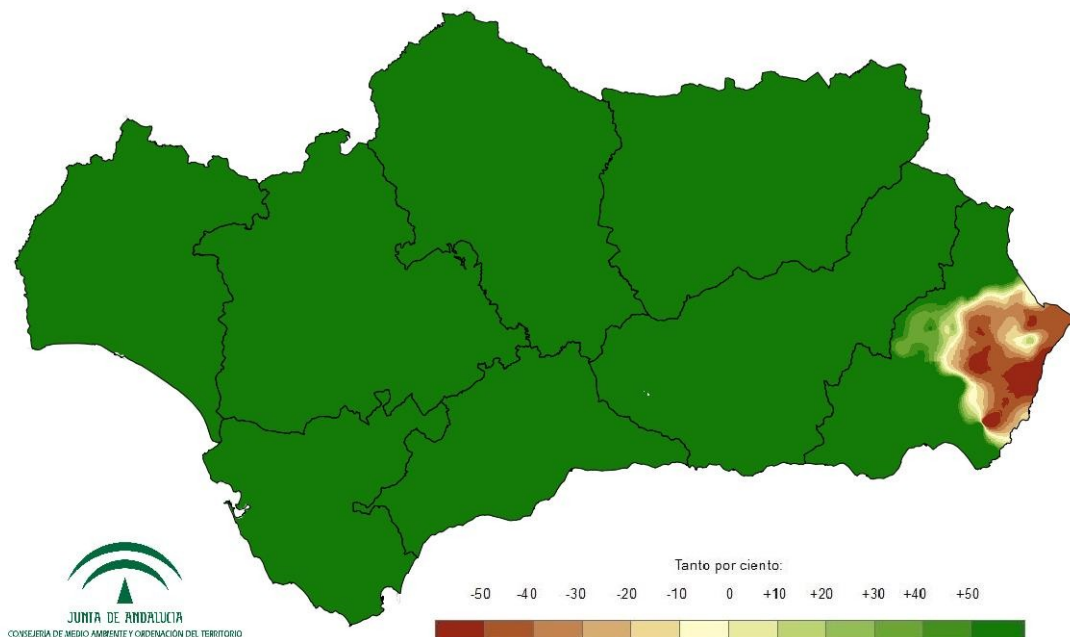 Tanto por ciento:
-50 -40 -30 -20 -10 0 +10 +20 +30 +40 +50
JUNTA DE ANDALUCIA
CONSEJERIA DE MEDIO AMBIENTE Y ORDENACIÓN DEL TERRITORIO